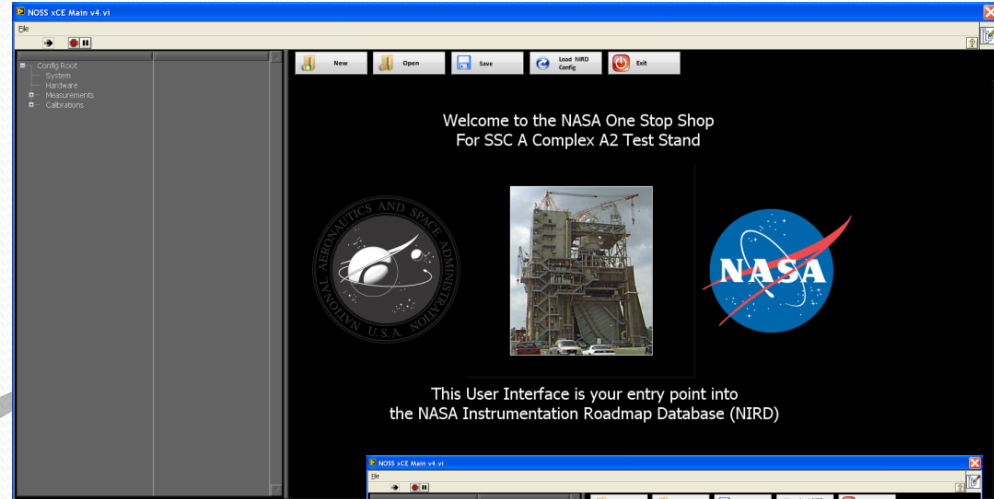 NOSS xCE Main v4.vi
File
New
Open
Save
Load NIRD
Config
Exit
Config Root
System
Hardware
Measurements
Calibrations
Welcome to the NASA One Stop Shop
For SSC A Complex A2 Test Stand
NATIONAL AERONAUTICS AND SPACE ADMINISTRATION
U.S.A.
NASA
This User Interface is your entry point into
the NASA Instrumentation Roadmap Database (NIRD)
NOSS xCE Main v4.vi
File